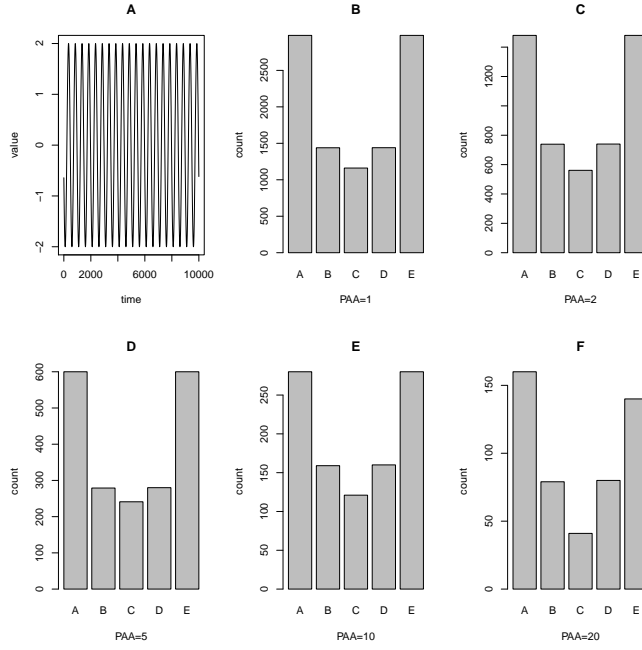 A
2
1
0
−1
−2
value
0 2000 6000 10000
time
B
2500
2000
1500
1000
500
0
count
A B C D E
PAA=1
C
1400
800
600
400
200
0
count
A B C D E
PAA=2
D
600
500
400
300
200
100
0
count
A B C D E
PAA=5
E
250
200
150
100
50
0
count
A B C D E
PAA=10
F
150
100
50
0
count
A B C D E
PAA=20